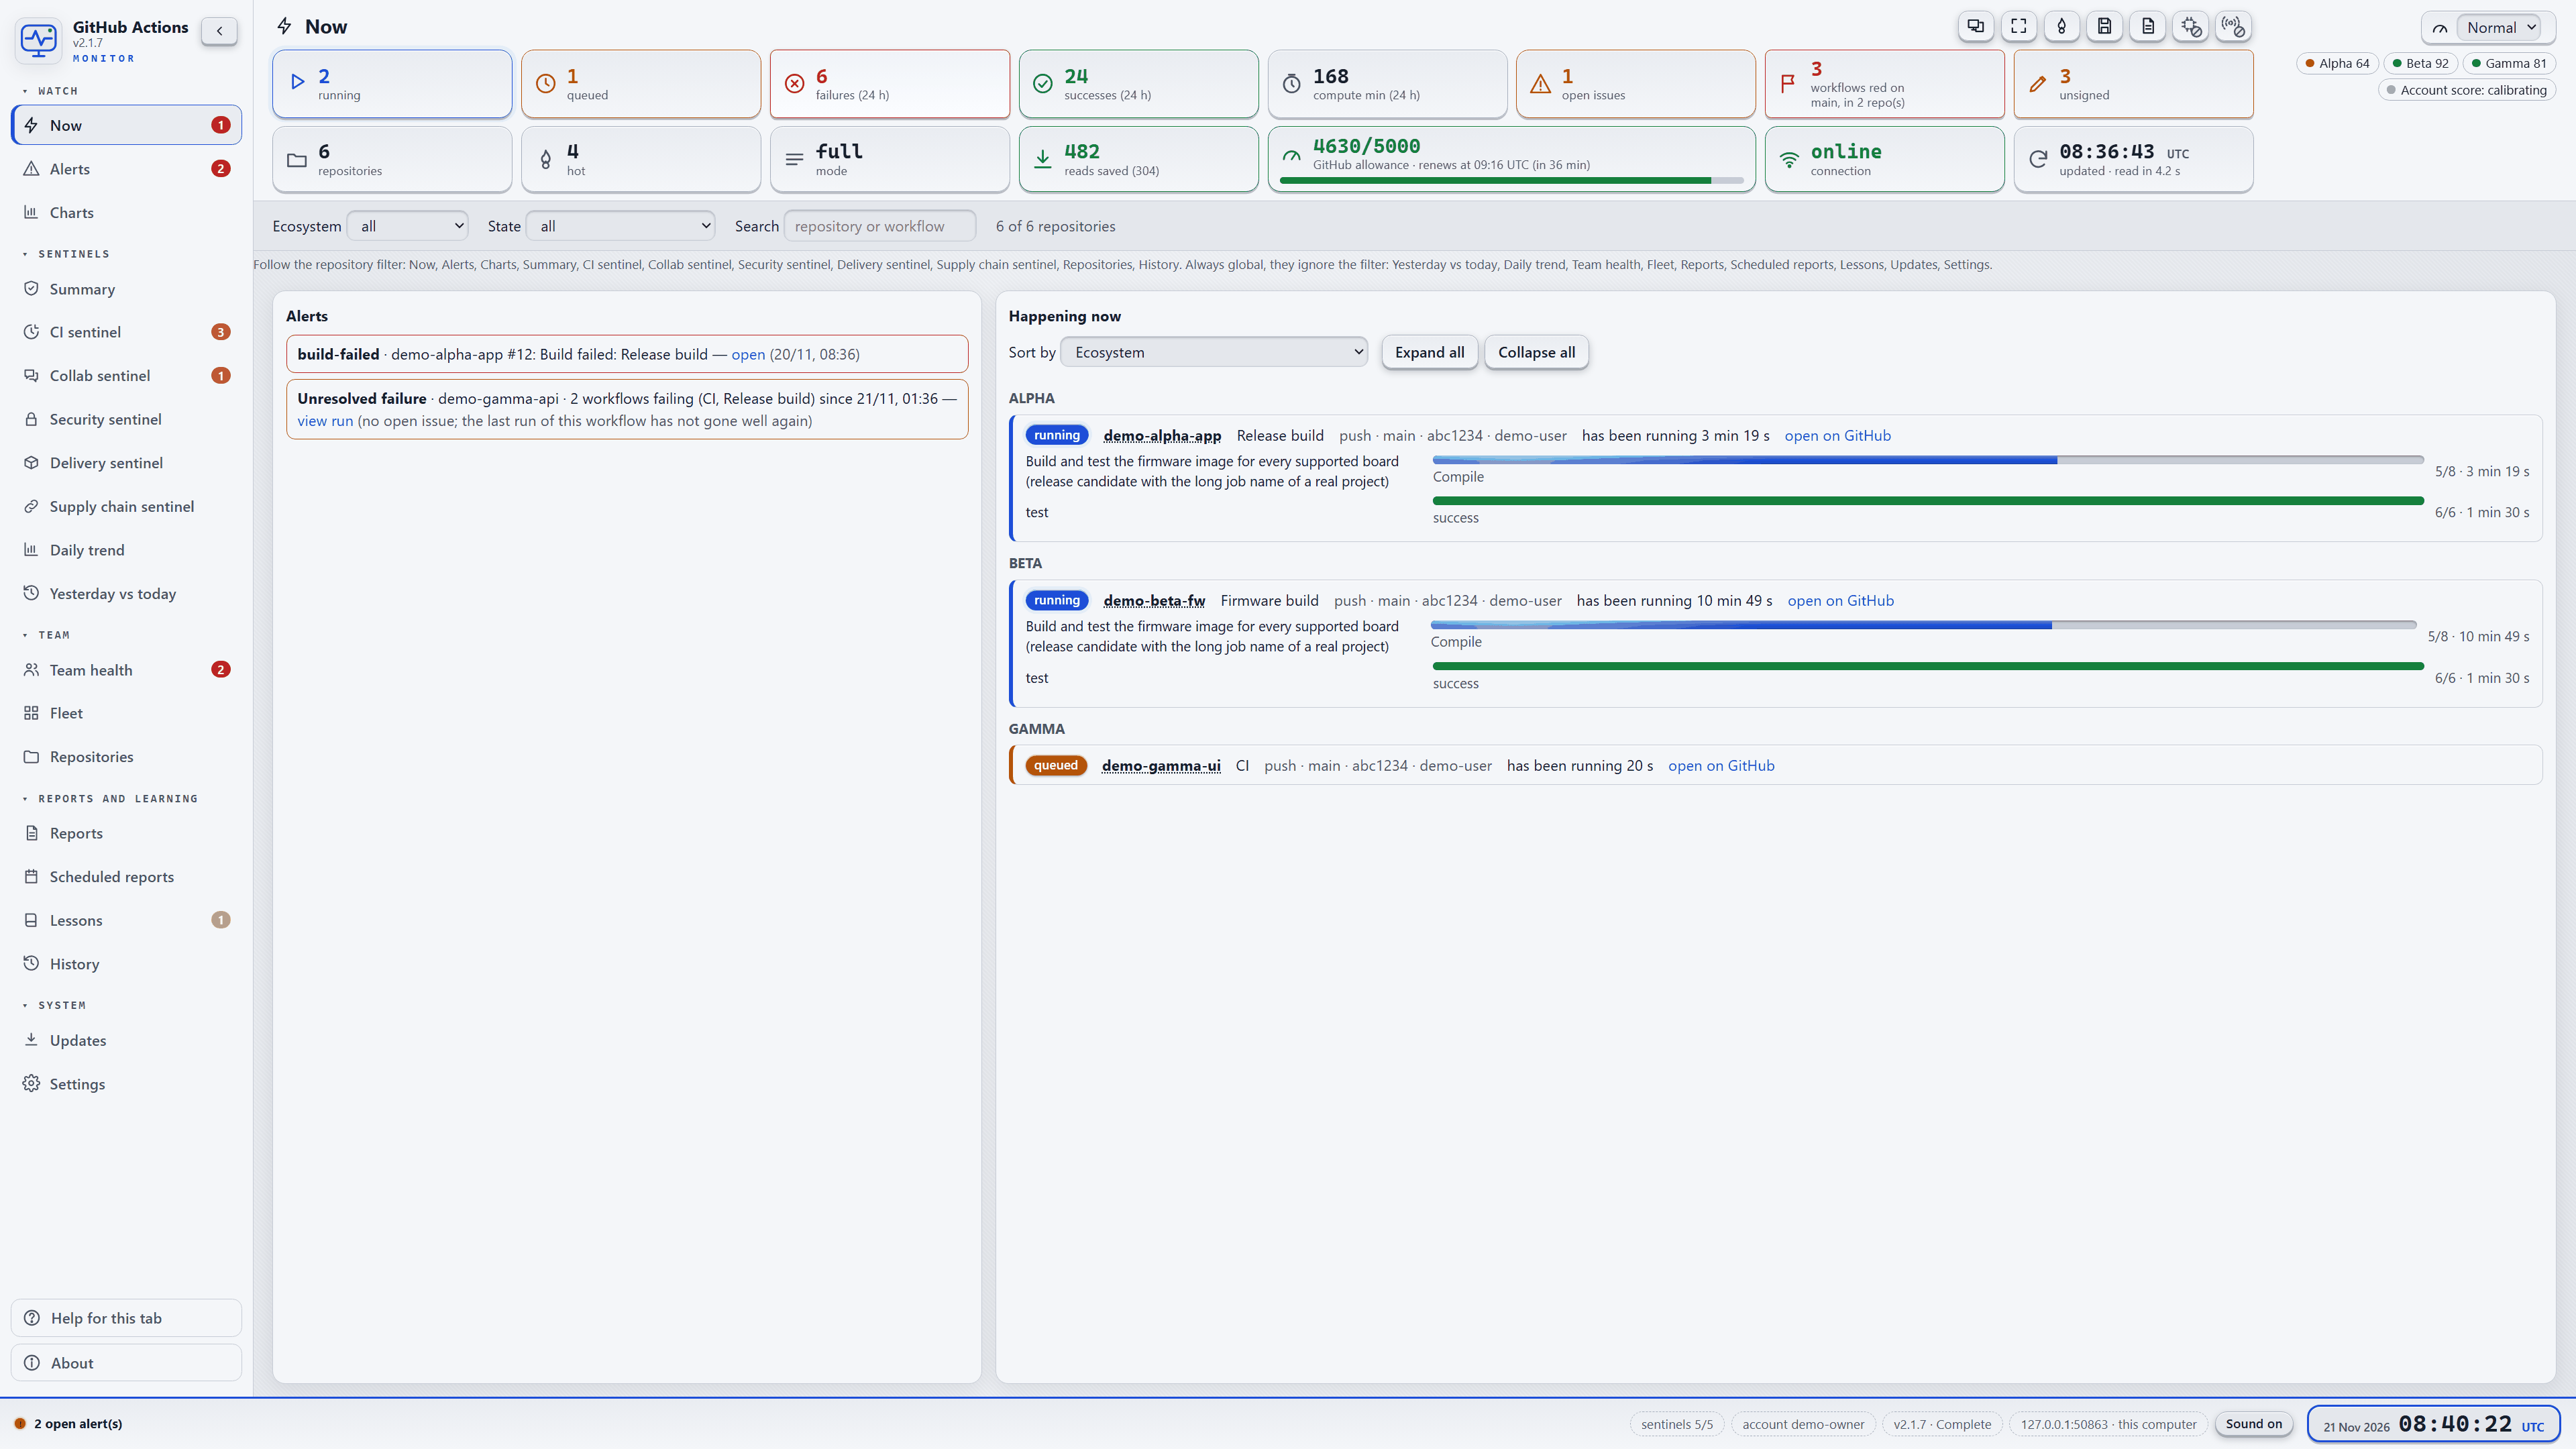 GitHub Actions
v2.1.7
MONITOR
WATCH
Now 1
Alerts 2
Charts
SENTINELS
Summary
CI sentinel 3
Collab sentinel 1
Security sentinel
Delivery sentinel
Supply chain sentinel
Daily trend
Yesterday vs today
TEAM
Team health 2
Fleet
Repositories
REPORTS AND LEARNING
Reports
Scheduled reports
Lessons 1
History
SYSTEM
Updates
Settings
Help for this tab
About
Now
Normal
2
running
1
queued
6
failures (24 h)
24
successes (24 h)
168
compute min (24 h)
1
open issues
3
workflows red on
main, in 2 repo(s)
3
unsigned
Alpha 64 Beta 92 Gamma 81
Account score: calibrating
6
repositories
4
hot
full
mode
482
reads saved (304)
4630/5000
GitHub allowance · renews at 09:16 UTC (in 36 min)
online
connection
08:36:43 UTC
updated · read in 4.2 s
Ecosystem all State all Search repository or workflow 6 of 6 repositories
Follow the repository filter: Now, Alerts, Charts, Summary, CI sentinel, Collab sentinel, Security sentinel, Delivery sentinel, Supply chain sentinel, Repositories, History. Always global, they ignore the filter: Yesterday vs today, Daily trend, Team health, Fleet, Reports, Scheduled reports, Lessons, Updates, Settings.
Alerts
build-failed · demo-alpha-app #12: Build failed: Release build — open (20/11, 08:36)
Unresolved failure · demo-gamma-api · 2 workflows failing (CI, Release build) since 21/11, 01:36 —
view run (no open issue; the last run of this workflow has not gone well again)
Happening now
Sort by Ecosystem Expand all Collapse all
ALPHA
running demo-alpha-app Release build push · main · abc1234 · demo-user has been running 3 min 19 s open on GitHub
Build and test the firmware image for every supported board
(release candidate with the long job name of a real project)
Compile
5/8 · 3 min 19 s
test
success
6/6 · 1 min 30 s
BETA
running demo-beta-fw Firmware build push · main · abc1234 · demo-user has been running 10 min 49 s open on GitHub
Build and test the firmware image for every supported board
(release candidate with the long job name of a real project)
Compile
5/8 · 10 min 49 s
test
success
6/6 · 1 min 30 s
GAMMA
queued demo-gamma-ui CI push · main · abc1234 · demo-user has been running 20 s open on GitHub
2 open alert(s)
sentinels 5/5 account demo-owner v2.1.7 · Complete 127.0.0.1:50863 · this computer Sound on 21 Nov 2026 08:40:22 UTC